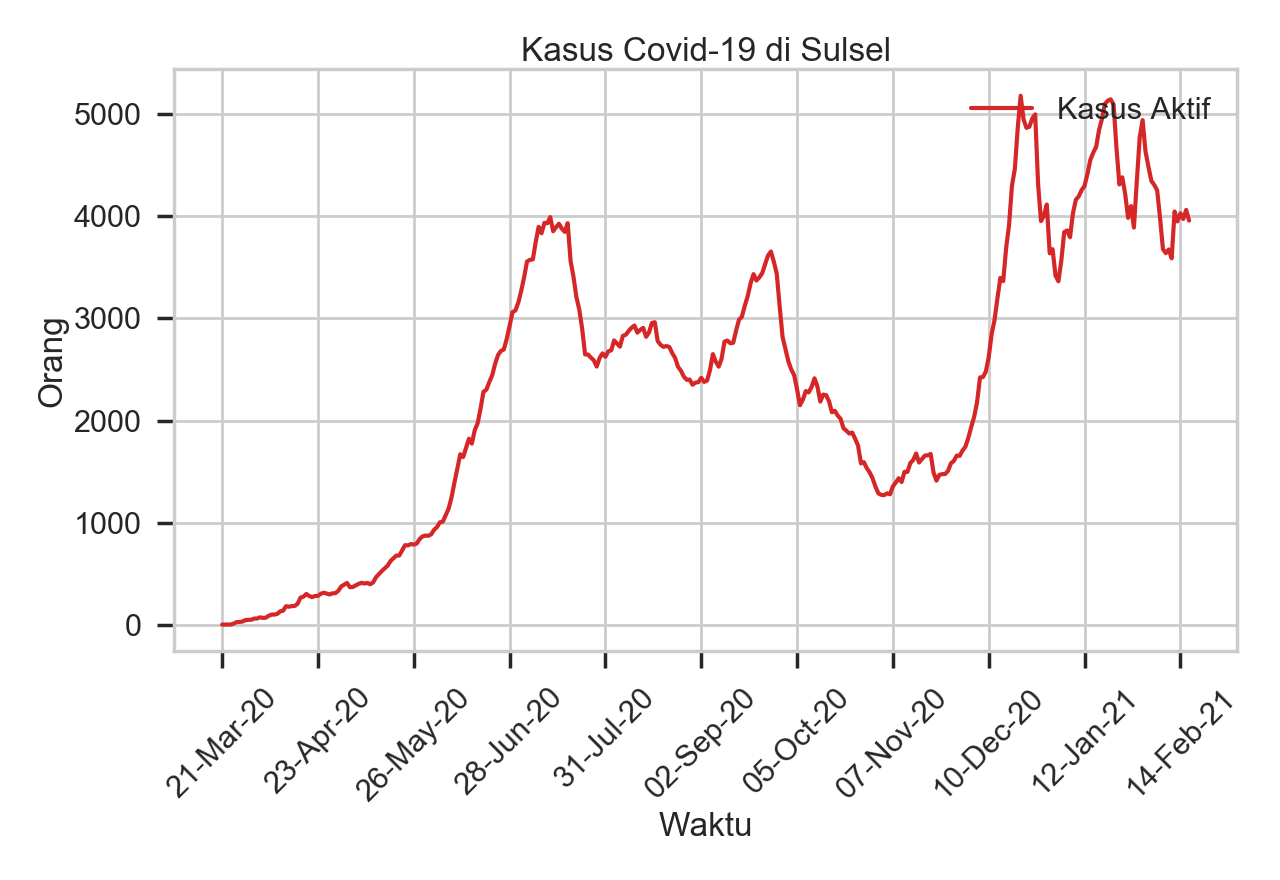 Kasus Covid-19 di Sulsel
Kasus Aktif
5000
4000
3000
2000
1000
0
Orang
21-Mar-20
23-Apr-20
26-May-20
28-Jun-20
31-Jul-20
02-Sep-20
05-Oct-20
07-Nov-20
10-Dec-20
12-Jan-21
14-Feb-21
Waktu